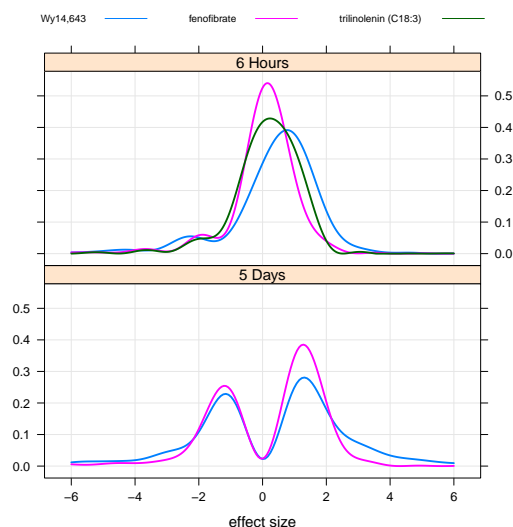 Wy14,643 fenofibrate trilinolenin (C18:3)
6 Hours
0.5
0.4
0.3
0.2
0.1
0.0
5 Days
0.5
0.4
0.3
0.2
0.1
0.0
−6 −4 −2 0 2 4 6
effect size